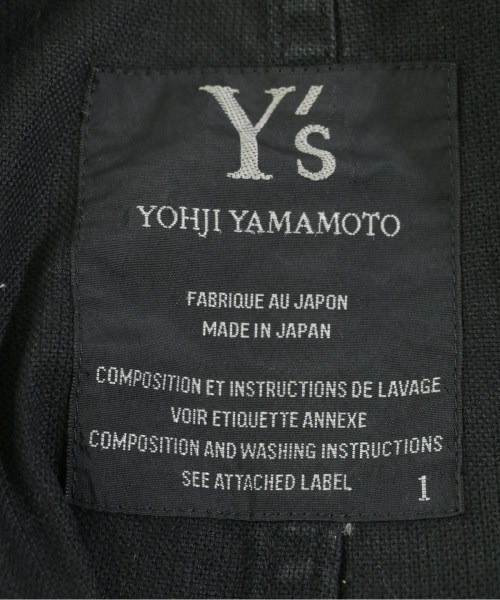 Y's
YOHJI YAMAMOTO
FABRIQUE AU JAPON
MADE IN JAPAN
COMPOSITION ET INSTRUCTIONS DE LAVAGE
VOIR ETIQUETTE ANNEXE
COMPOSITION AND WASHING INSTRUCTIONS
SEE ATTACHED LABEL 1